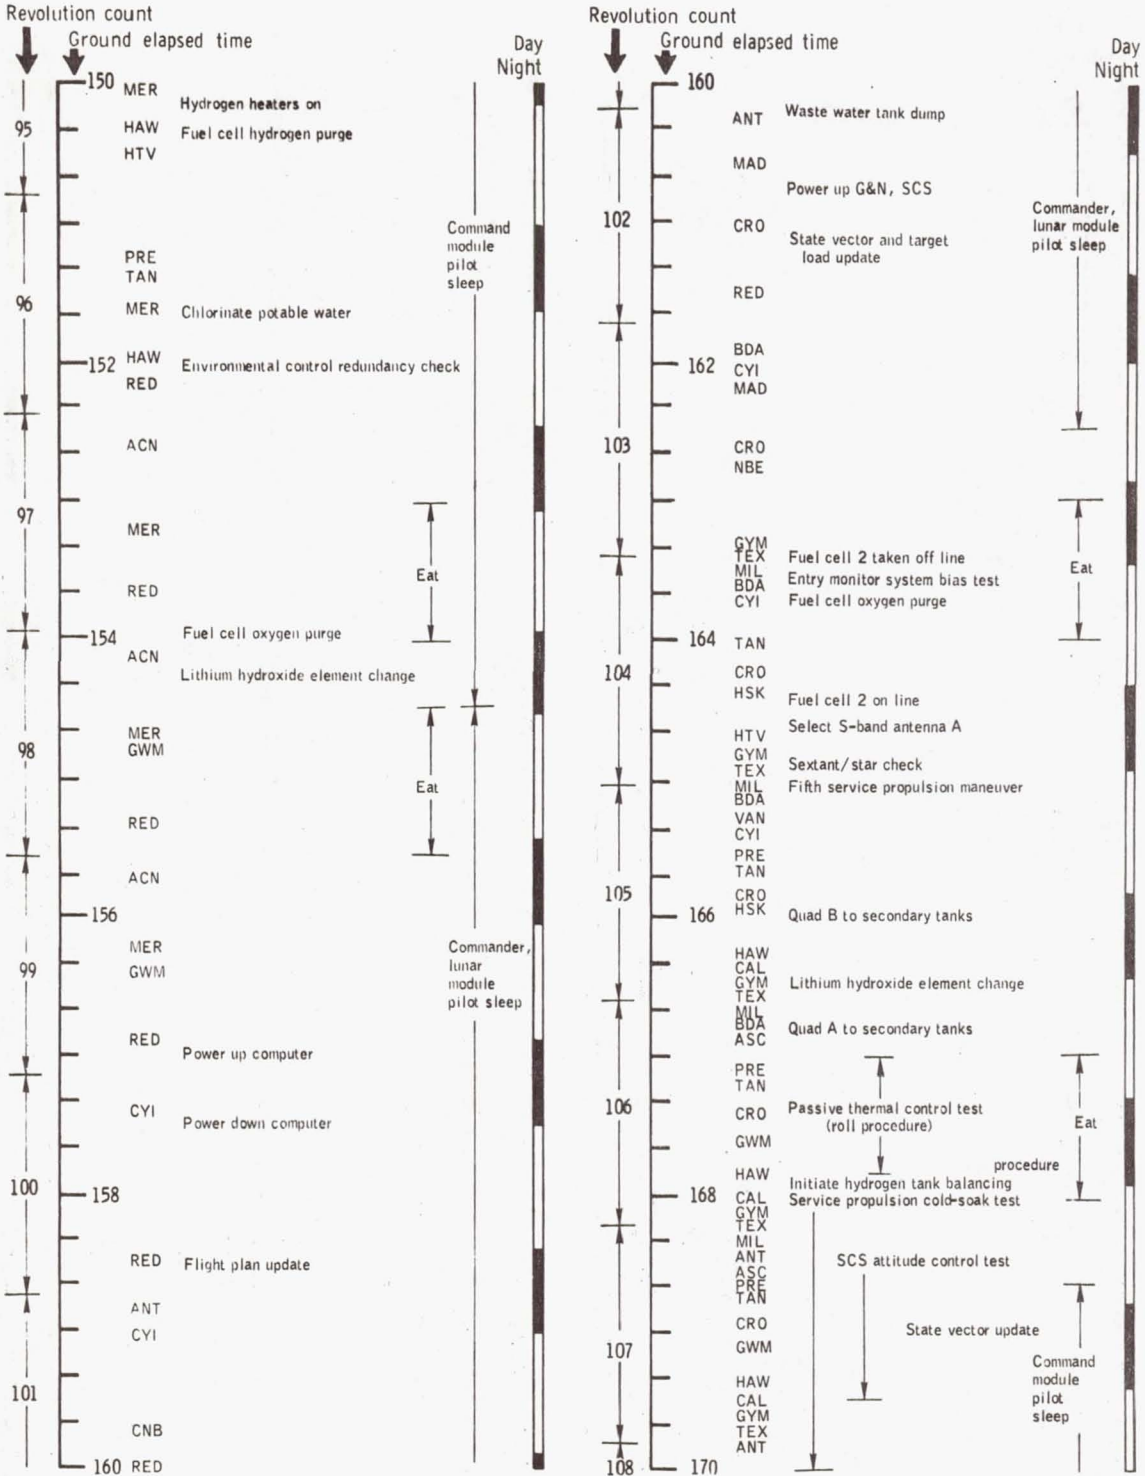 Revolution count
Ground elapsed time
Day
Night
150
MER
Hydrogen heaters on
95
HAW
Fuel cell hydrogen purge
HTV
Command
module
pilot
sleep
PRE
TAN
96
MER
Chlorinate potable water
152
HAW
Environmental control redundancy check
RED
ACN
97
MER
Eat
RED
154
Fuel cell oxygen purge
ACN
Lithium hydroxide element change
MER
98
GWM
Eat
RED
ACN
156
MER
Commander,
lunar
module
pilot sleep
99
GWM
RED
Power up computer
CYI
Power down computer
100
158
RED
Flight plan update
ANT
CYI
101
CNB
160
RED
Revolution count
Ground elapsed time
Day
Night
160
ANT
Waste water tank dump
MAD
Power up G&N, SCS
Commander,
lunar module
pilot sleep
102
CRO
State vector and target
load update
RED
BDA
162
CYI
MAD
103
CRO
NBE
GYM
TEX
Fuel cell 2 taken off line
MIL
Eat
BDA
Entry monitor system bias test
CYI
Fuel cell oxygen purge
164
TAN
104
CRO
HSK
Fuel cell 2 on line
Select S-band antenna A
HTV
GYM
TEX
Sextant/star check
MIL
Fifth service propulsion maneuver
BDA
VAN
CYI
PRE
TAN
105
CRO
HSK
166
Quad B to secondary tanks
HAW
CAL
GYM
Lithium hydroxide element change
TEX
MIL
BDA
Quad A to secondary tanks
ASC
PRE
TAN
106
CRO
Passive thermal control test
(roll procedure)
Eat
GWM
procedure
HAW
Initiate hydrogen tank balancing
168
CAL
Service propulsion cold-soak test
GYM
TEX
MIL
ANT
SCS attitude control test
ASC
PRE
TAN
CRO
State vector update
107
GWM
Command
module
pilot
sleep
HAW
CAL
GYM
TEX
ANT
108
170